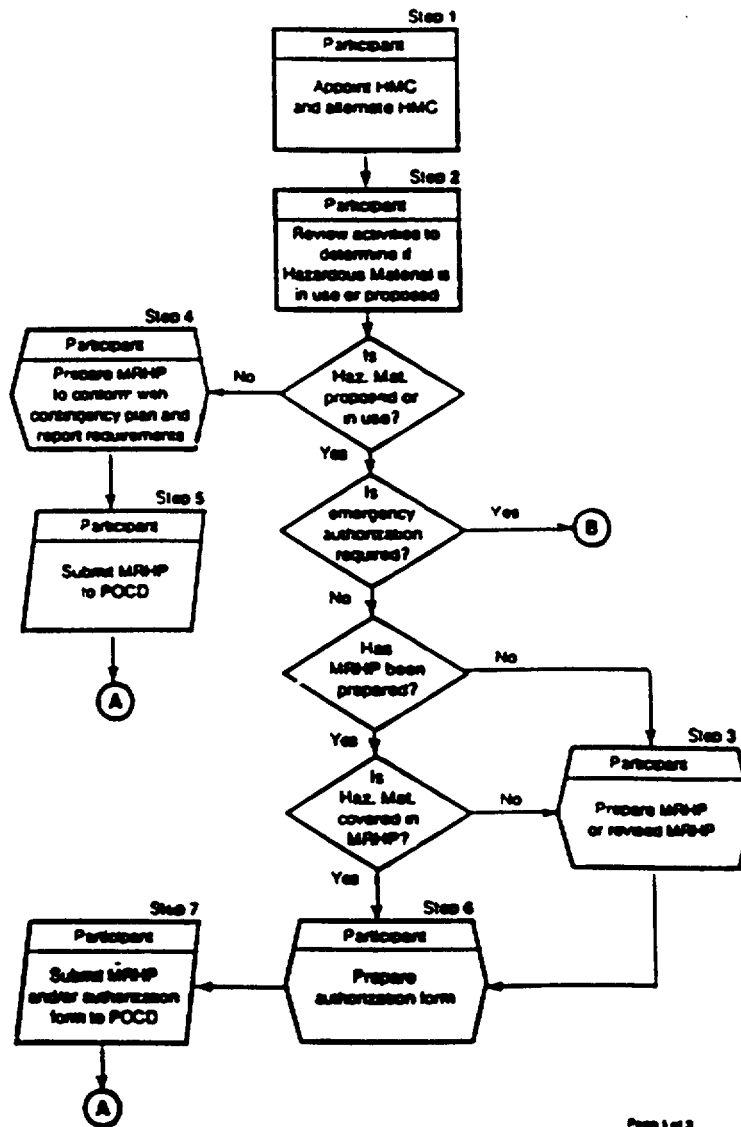 Step 1
Participant
Appoint HMC
and alternate HMC
Step 2
Participant
Review activities to
determine if
Hazardous Material is
in use or proposed
Step 4
Participant
Prepare MRHP
to conform with
contingency plan and
report requirements
No
Is
Haz. Mat.
proposed or
in use?
Yes
Step 5
Participant
Submit MRHP
to POCD
A
Is
emergency
authorization
required?
Yes
B
No
Has
MRHP been
prepared?
No
Yes
Step 3
Participant
Prepare MRHP
or revised MRHP
Is
Haz. Mat.
covered in
MRHP?
No
Yes
Step 7
Participant
Submit MRHP
and/or authorization
form to POCD
A
Step 6
Participant
Prepare
authorization form
Page 1 of 3